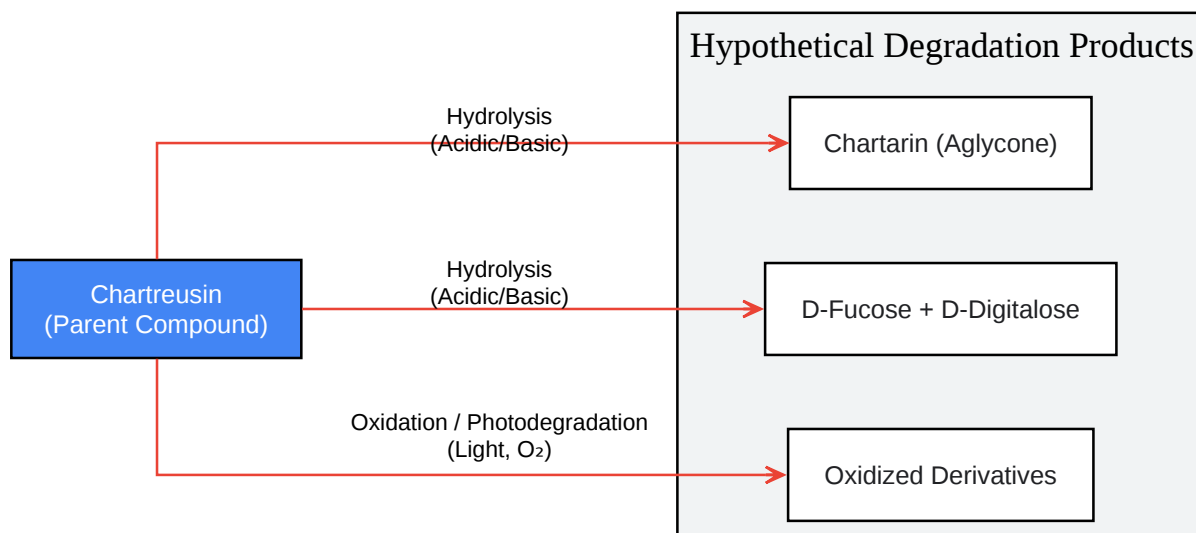 Hypothetical Degradation Products
Hydrolysis
(Acidic/Basic)
Chartarin (Aglycone)
Chartreusin
(Parent Compound)
Hydrolysis
(Acidic/Basic)
D-Fucose + D-Digitalose
Oxidation / Photodegradation
(Light, O₂)
Oxidized Derivatives